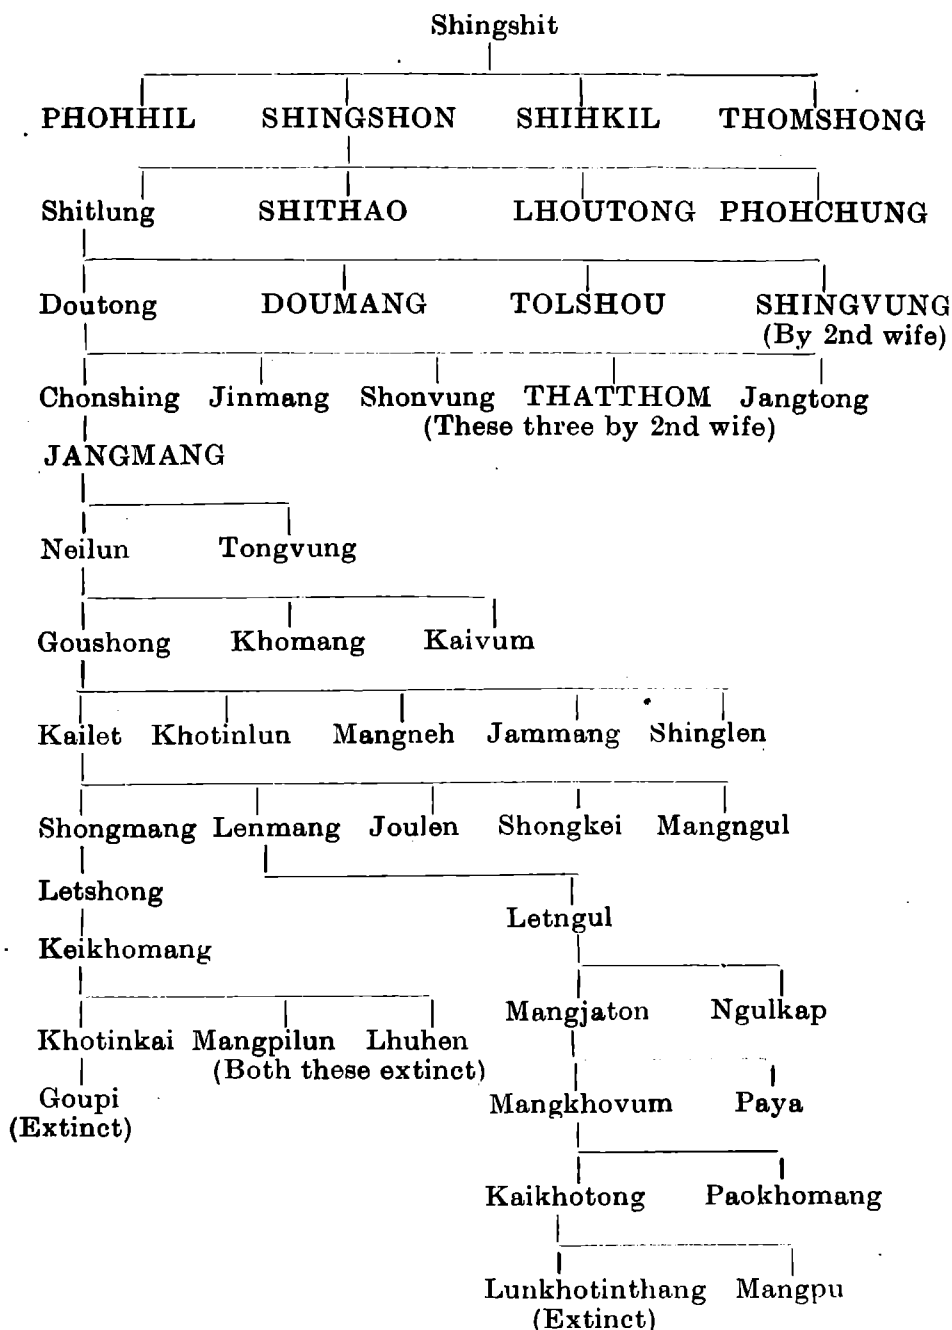 Shingshit
PHOHHIL SHINGSHON SHIHKIL THOMSHONG
Shitlung SHITHAO LHOUTONG PHOHCHUNG
Doutong DOUMANG TOLSHOU SHINGVUNG
(By 2nd wife)
Chonshing Jinmang Shonvung THATTHOM Jangtong
(These three by 2nd wife)
JANGMANG
Neilun Tongvung
Goushong Khomang Kaivum
Kailet Khotinlun Mangneh Jammang Shinglen
Shongmang Lenmang Joulen Shongkei Mangngul
Letshong
Letngul
Keikhomang
Mangjaton Ngulkap
Khotinkai Mangpilun Lhuhen
(Both these extinct)
Goupi
(Extinct)
Mangkhovum Paya
Kaikhotong Paokhomang
Lunkhotinthang Mangpu
(Extinct)